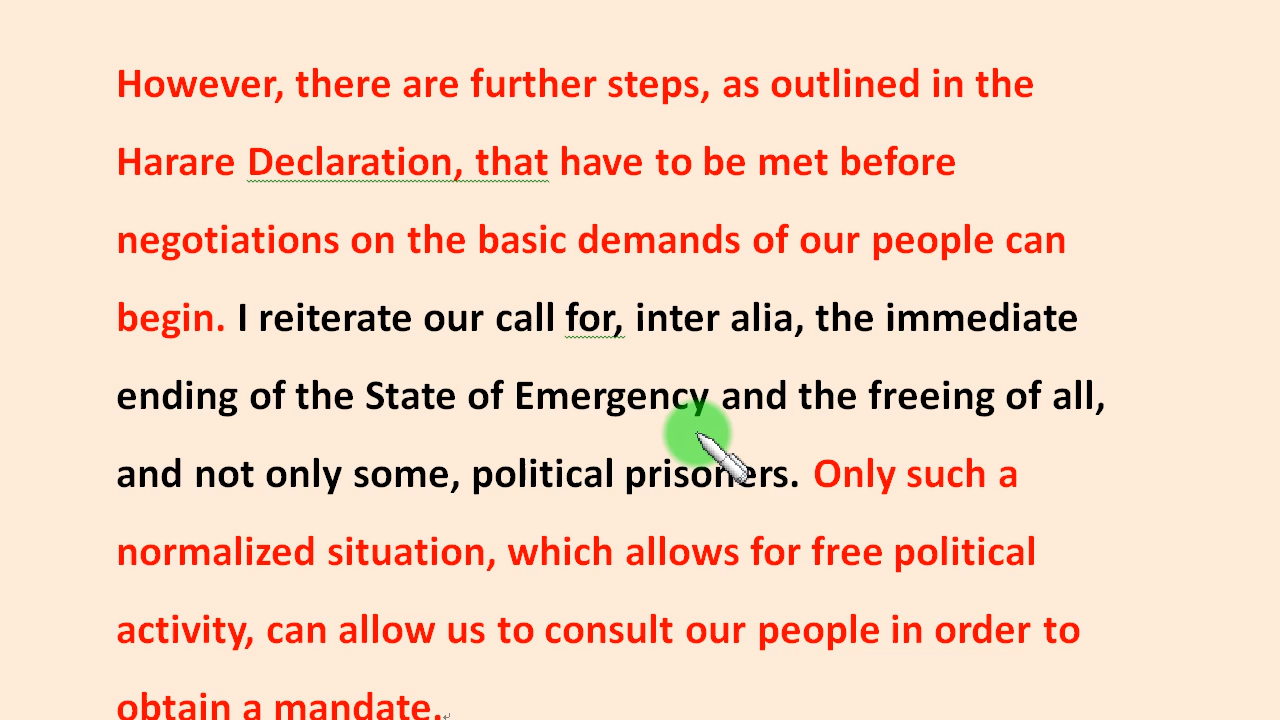 However, there are further steps, as outlined in the
Harare Declaration, that have to be met before
negotiations on the basic demands of our people can
begin. I reiterate our call for, inter alia, the immediate
ending of the State of Emergency and the freeing of all,
and not only some, political prisoners. Only such a
normalized situation, which allows for free political
activity, can allow us to consult our people in order to
obtain a mandate.